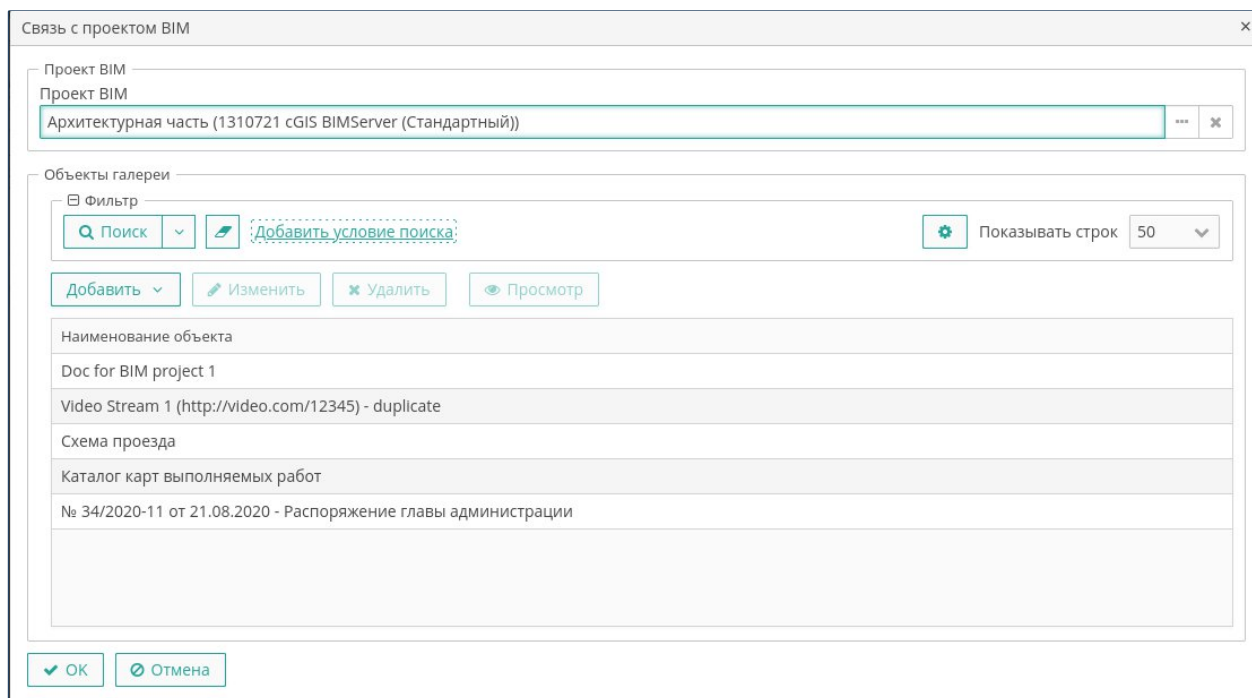 Связь с проектом BIM
Проект BIM
Проект BIM
Архитектурная часть (1310721 cGIS BIMServer (Стандартный))
Объекты галереи
Фильтр
Поиск Добавить условие поиска Показывать строк 50
Добавить Изменить Удалить Просмотр
Наименование объекта
Doc for BIM project 1
Video Stream 1 (http://video.com/12345) - duplicate
Схема проезда
Каталог карт выполняемых работ
№ 34/2020-11 от 21.08.2020 - Распоряжение главы администрации
OK Отмена